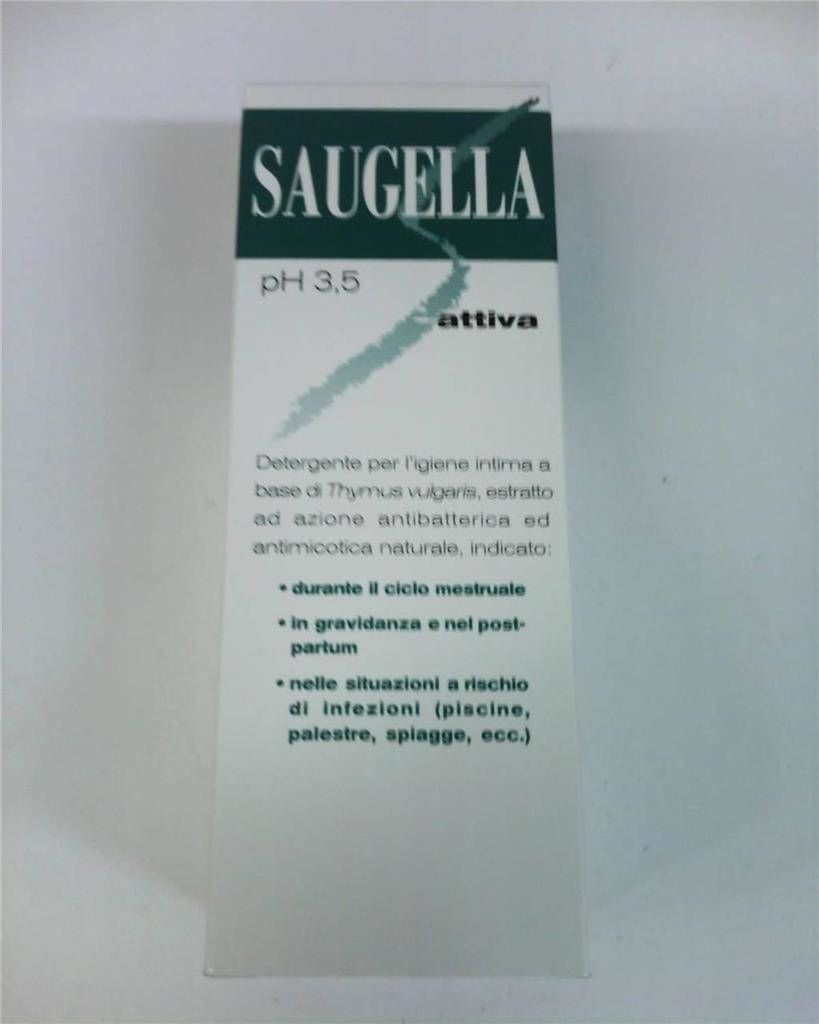 SAUGELLA
pH 3,5
attiva
Detergente per l'igiene intima a
base di Thymus vulgaris, estratto
ad azione antibatterica ed
antimicotica naturale, indicato:
• durante il ciclo mestruale
• in gravidanza e nel post-
partum
• nelle situazioni a rischio
di infezioni (piscine,
palestre, spiagge, ecc.)